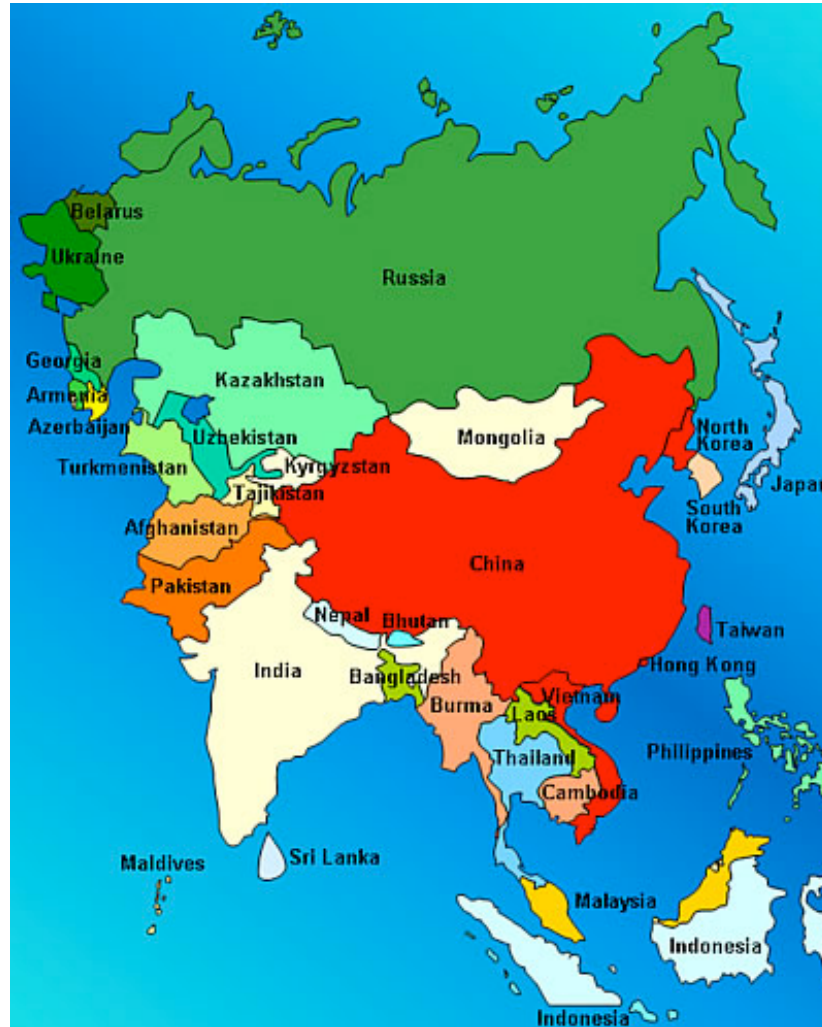 Belarus
Ukraine
Russia
Georgia
Armenia
Azerbaijan
Kazakhstan
Uzbekistan
Turkmenistan
Kyrgyzstan
Tajikistan
Mongolia
North
Korea
South
Korea
Japan
Afghanistan
Pakistan
China
Nepal
Bhutan
India
Bangladesh
Burma
Taiwan
Hong Kong
Vietnam
Laos
Thailand
Cambodia
Philippines
Maldives
Sri Lanka
Malaysia
Indonesia
Indonesia